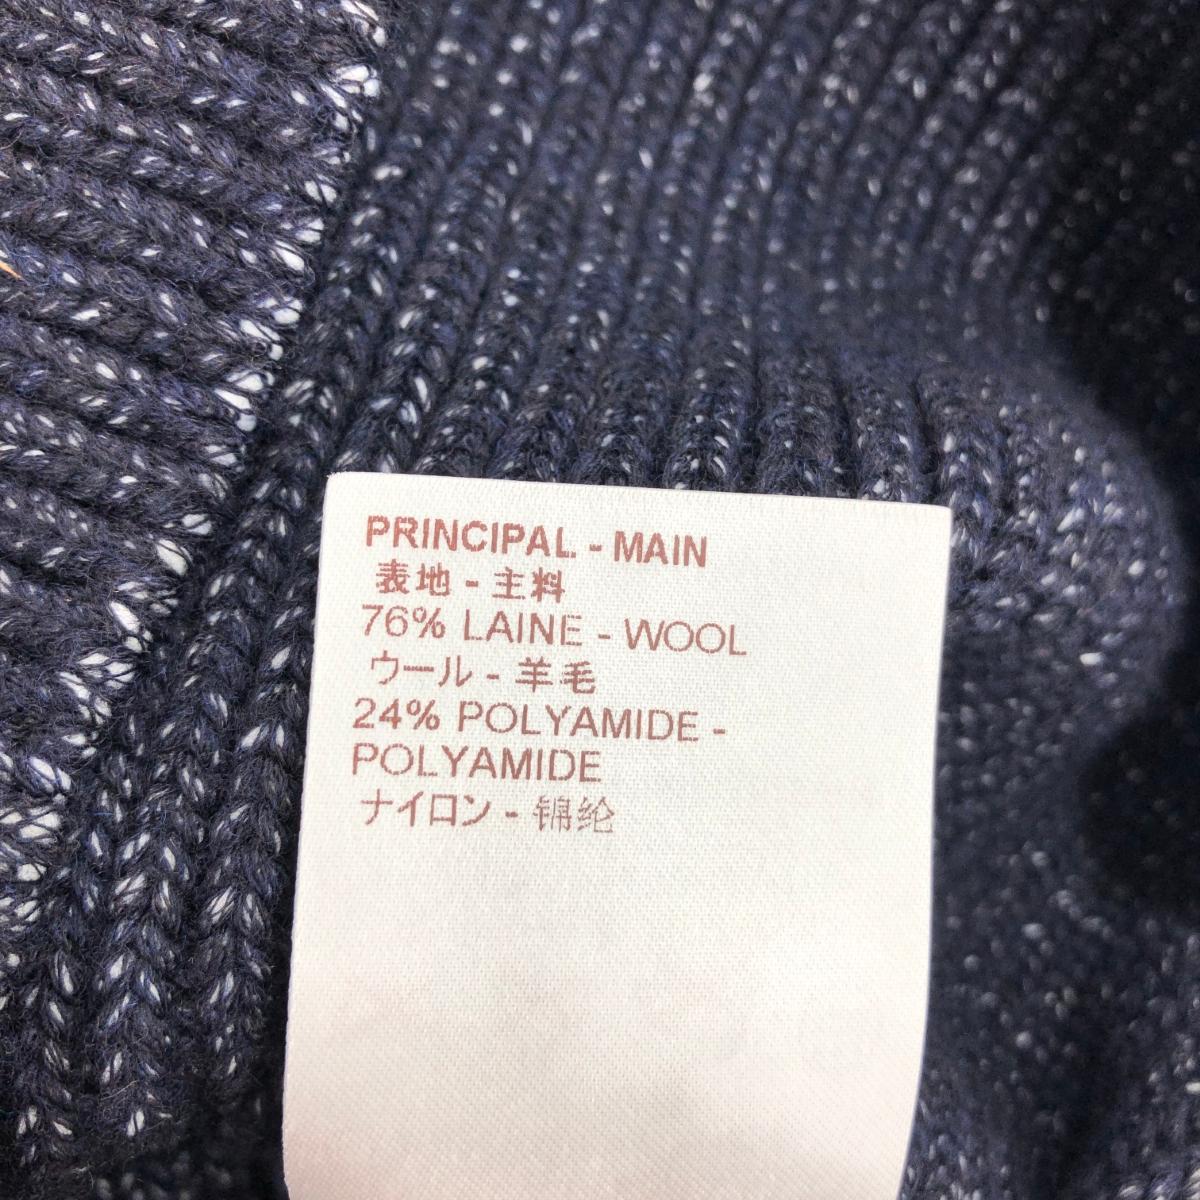 PRINCIPAL - MAIN
表地 - 主料
76% LAINE - WOOL
ウール - 羊毛
24% POLYAMIDE -
POLYAMIDE
ナイロン - 锦纶